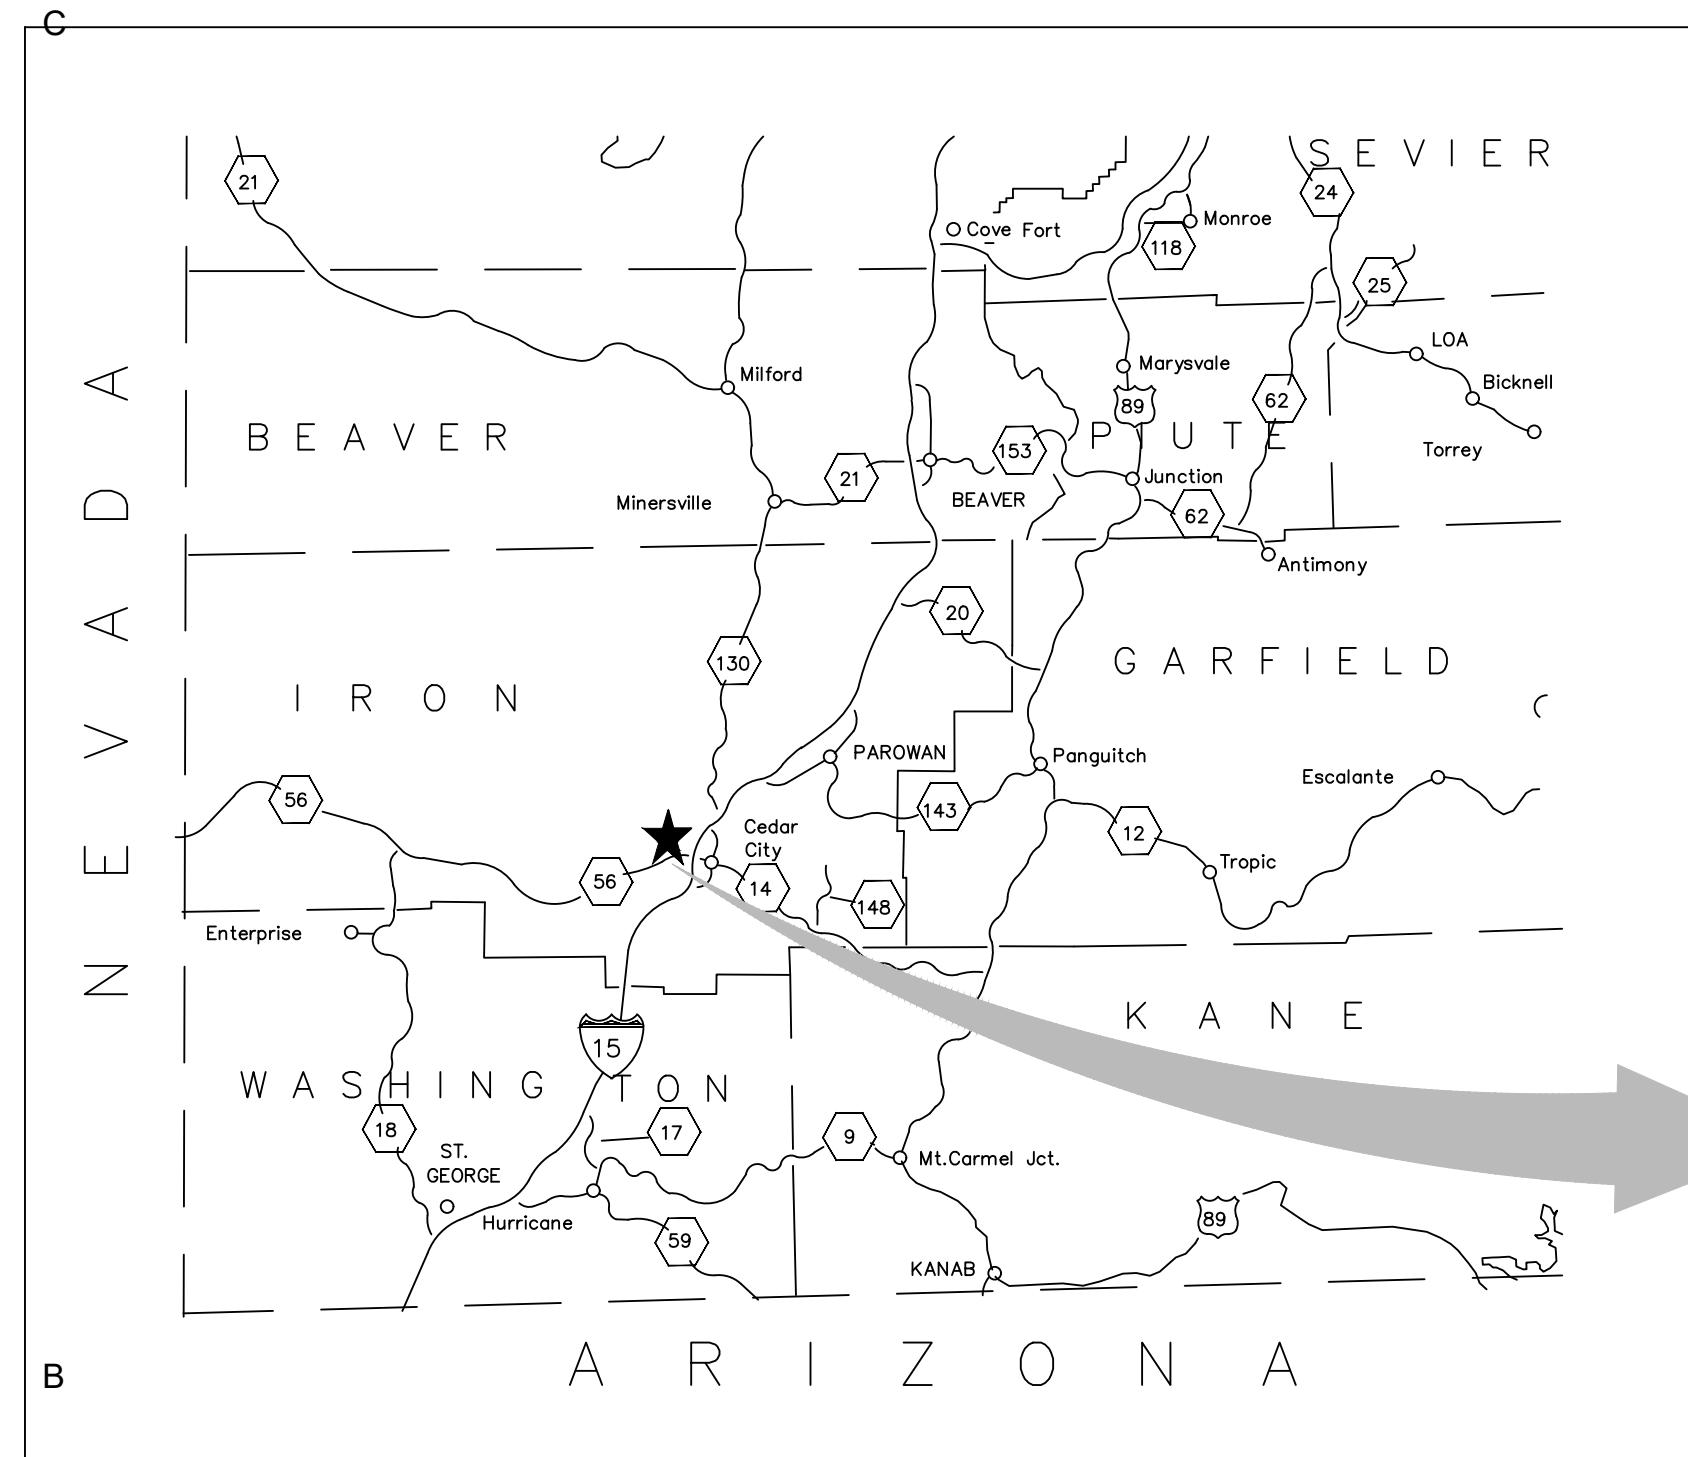 C
SEVIER
21
24
Monroe
Cove Fort
118
25
LOA
Marysvale
Milford
Bicknell
89
62
BEAVER
PIUTE
153
Torrey
21
Junction
BEAVER
Minersville
62
Antimony
20
NEVADA
130
GARFIELD
IRON
PAROWAN
Panguitch
Escalante
56
143
Cedar
City
12
Tropic
56
14
148
Enterprise
KANE
15
WASHINGTON
18
17
9
ST.
GEORGE
Mt.Carmel Jct.
Hurricane
89
59
KANAB
ARIZONA
B